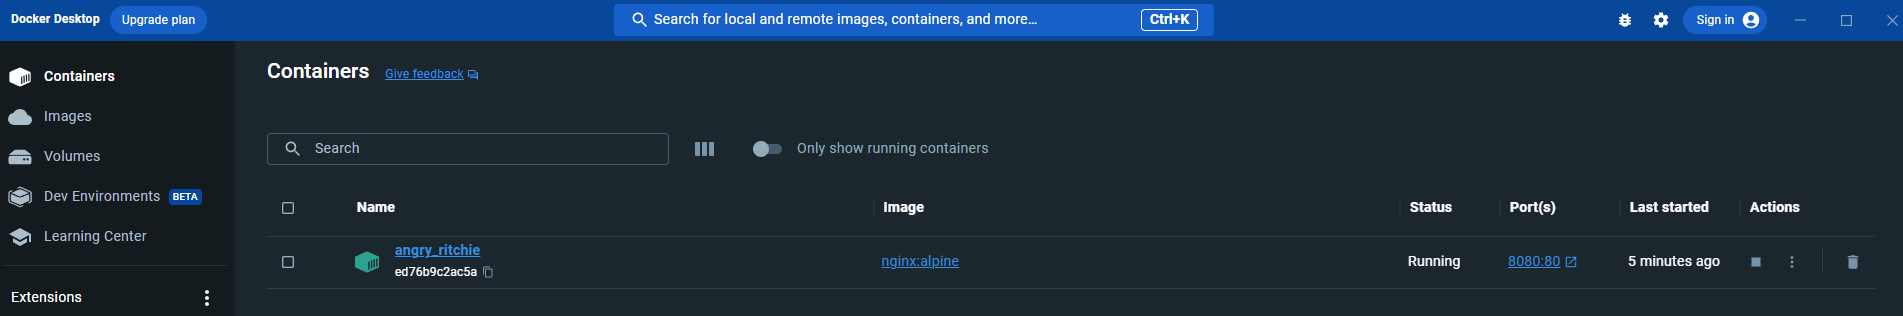 Docker Desktop Upgrade plan Search for local and remote images, containers, and more... Ctrl+K Sign in
Containers
Images
Volumes
Dev Environments BETA
Learning Center
Extensions
Containers Give feedback
Search Only show running containers
Name Image Status Port(s) Last started Actions
angry_ritchie
ed76b9c2ac5a
nginx:alpine Running 8080:80 5 minutes ago